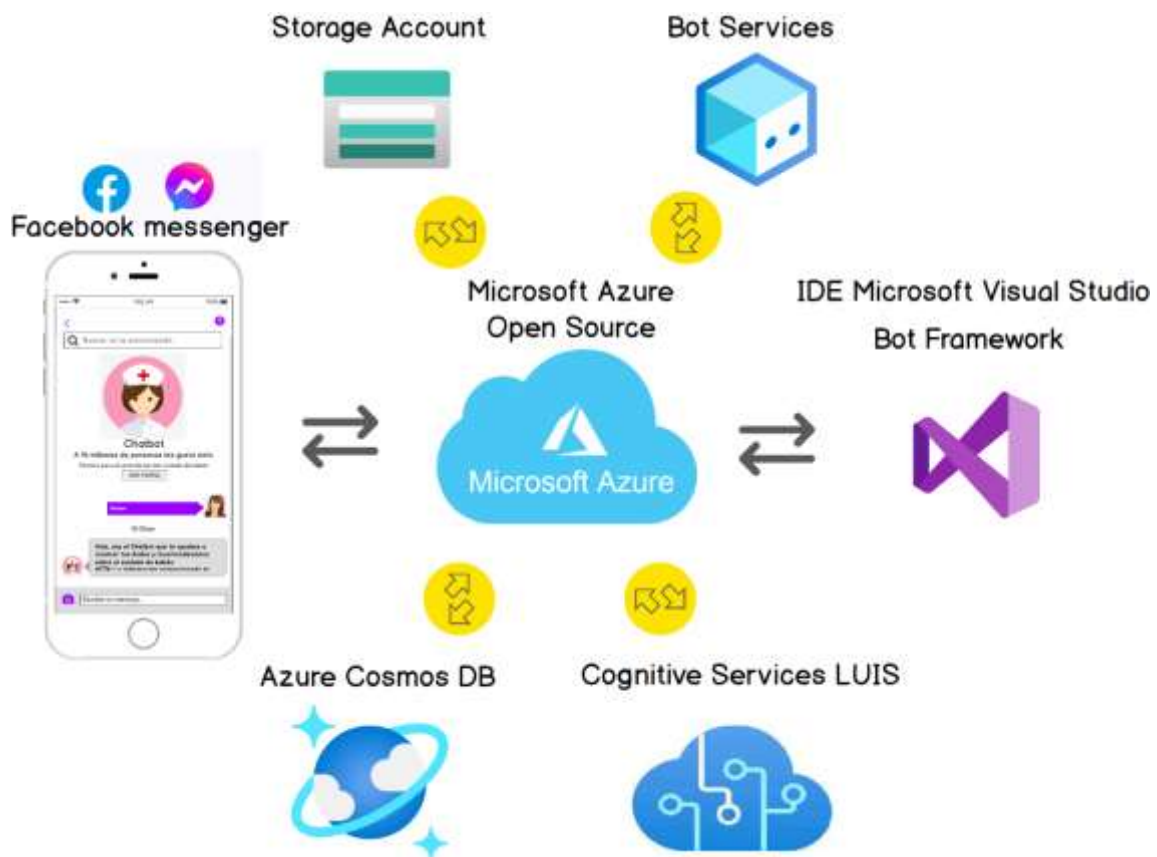 Storage Account
Bot Services
Facebook messenger
Microsoft Azure
Open Source
IDE Microsoft Visual Studio
Bot Framework
Chatbot
Microsoft Azure
Azure Cosmos DB
Cognitive Services LUIS